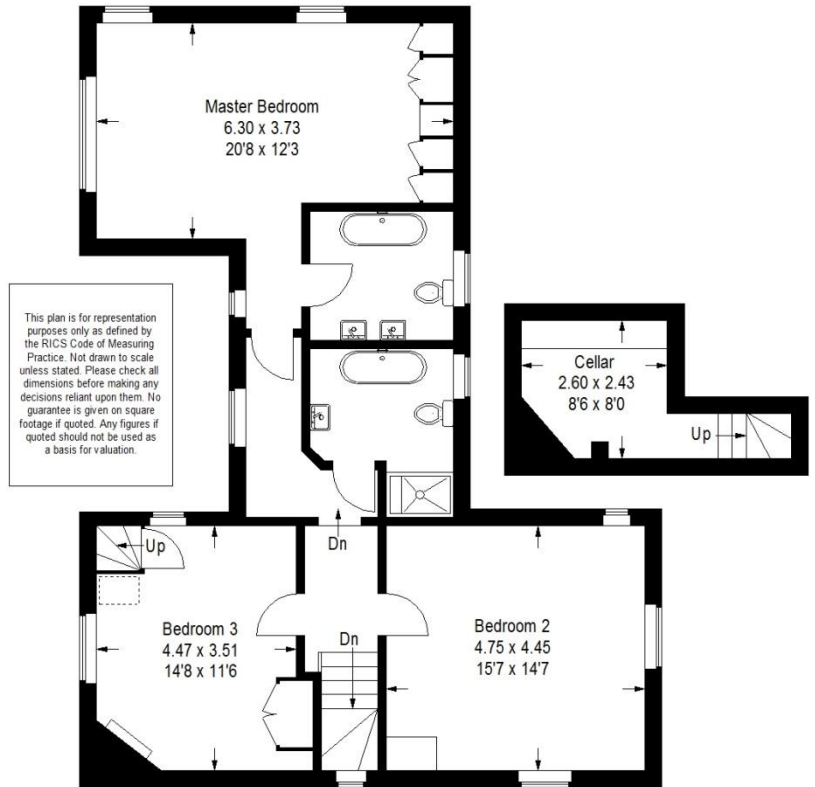 Master Bedroom
6.30 x 3.73
20'8 x 12'3
This plan is for representation
purposes only as defined by
the RICS Code of Measuring
Practice. Not drawn to scale
unless stated. Please check all
dimensions before making any
decisions reliant upon them. No
guarantee is given on square
footage if quoted. Any figures if
quoted should not be used as
a basis for valuation.
Cellar
2.60 x 2.43
8'6 x 8'0
Up
Up
Dn
Bedroom 3
4.47 x 3.51
14'8 x 11'6
Dn
Bedroom 2
4.75 x 4.45
15'7 x 14'7